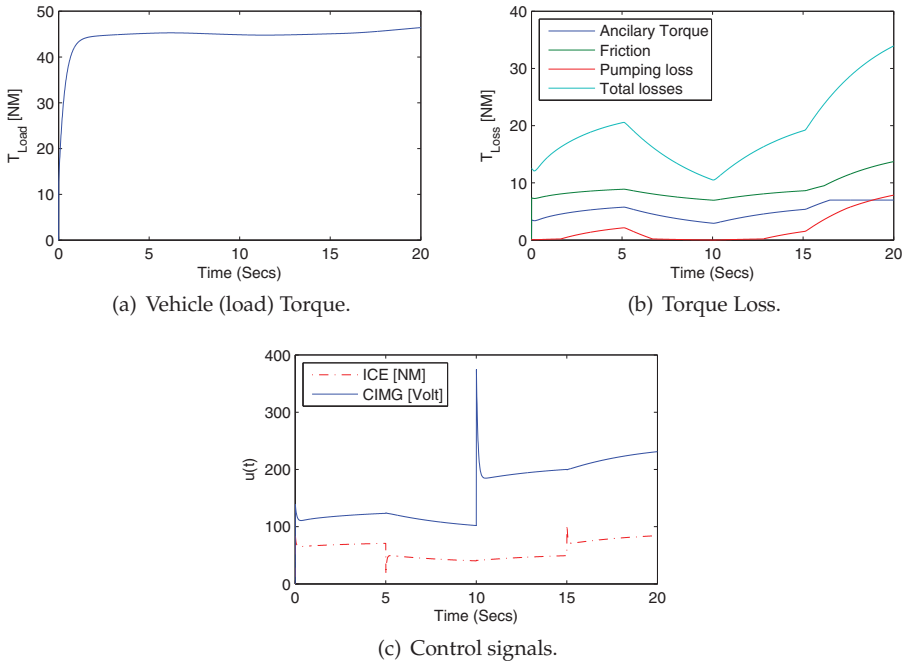 50
40
30
20
10
0
T_Load [NM]
0 5 10 15 20
Time (Secs)
(a) Vehicle (load) Torque.
40
30
20
10
0
T_Loss [NM]
Ancilary Torque
Friction
Pumping loss
Total losses
0 5 10 15 20
Time (Secs)
(b) Torque Loss.
400
300
200
100
0
u(t)
ICE [NM]
CIMG [Volt]
0 5 10 15 20
Time (Secs)
(c) Control signals.